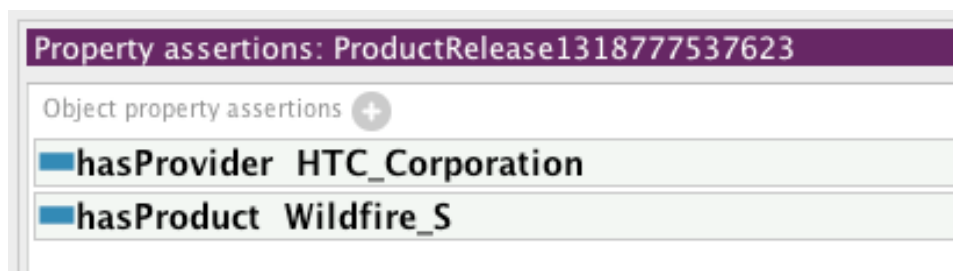 Property assertions: ProductRelease1318777537623
Object property assertions +
hasProvider HTC_Corporation
hasProduct Wildfire_S